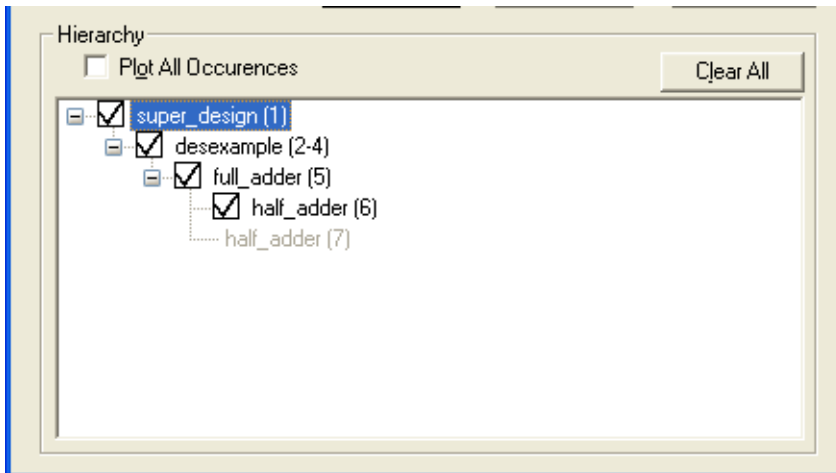 Hierarchy
Plot All Occurences
Clear All
super_design (1)
desexample (2-4)
full_adder (5)
half_adder (6)
half_adder (7)